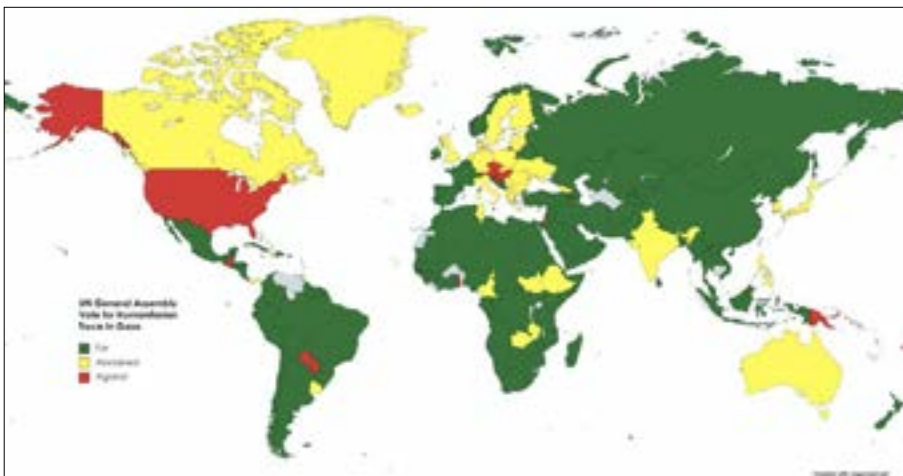 UN General Assembly
Vote for Humanitarian
Truce in Gaza
For
Abstained
Against